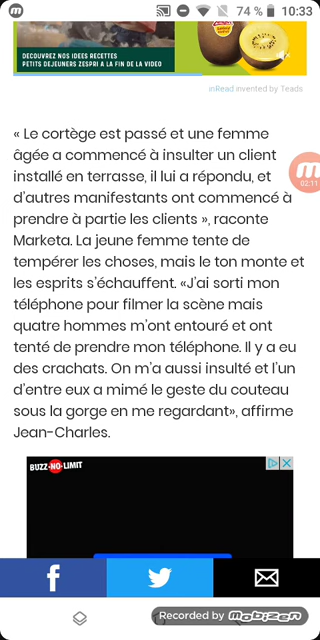 74 % 10:33
DECOUVREZ NOS IDEES RECETTES
PETITS DEJEUNERS ZESPRI A LA FIN DE LA VIDEO
inRead invented by Teads
« Le cortège est passé et une femme
âgée a commencé à insulter un client
installé en terrasse, il lui a répondu, et
d'autres manifestants ont commencé à
prendre à partie les clients », raconte
Marketa. La jeune femme tente de
tempérer les choses, mais le ton monte et
les esprits s'échauffent. «J'ai sorti mon
téléphone pour filmer la scène mais
quatre hommes m'ont entouré et ont
tenté de prendre mon téléphone. Il y a eu
des crachats. On m'a aussi insulté et l'un
d'entre eux a mimé le geste du couteau
sous la gorge en me regardant», affirme
Jean-Charles.
02:11
BUZZ-NO-LIMIT
Recorded by mobizen